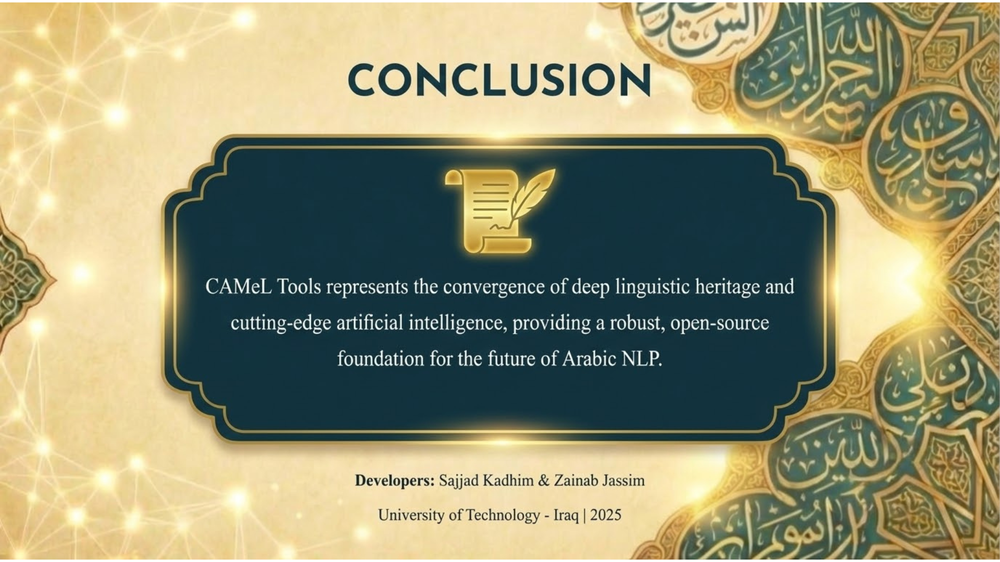 CONCLUSION
CAMeL Tools represents the convergence of deep linguistic heritage and
cutting-edge artificial intelligence, providing a robust, open-source
foundation for the future of Arabic NLP.
Developers: Sajjad Kadhim & Zainab Jassim
University of Technology - Iraq | 2025